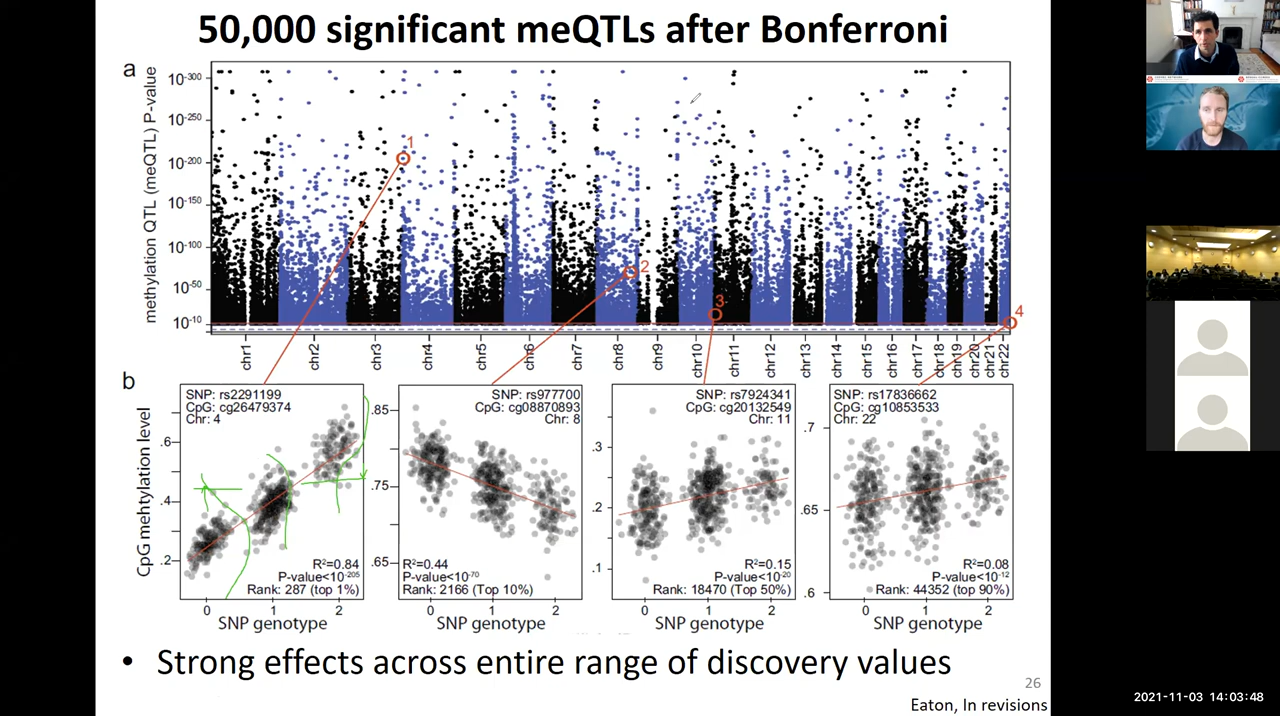 50,000 significant meQTLs after Bonferroni
a
methylation QTL (meQTL) P-value
10-300
10-250
10-200
10-150
10-100
10-50
10-10
1
2
3
4
chr1
chr2
chr3
chr4
chr5
chr6
chr7
chr8
chr9
chr10
chr11
chr12
chr13
chr14
chr15
chr16
chr17
chr18
chr19
chr20
chr21
chr22
b
CpG mehtylation level
SNP: rs2291199
CpG: cg26479374
Chr: 4
.6
.4
.3
.2
R2=0.84
P-value<10-205
Rank: 287 (top 1%)
0 1 2
SNP genotype
SNP: rs977700
CpG: cg08870893
Chr: 8
.85
.75
.65
R2=0.44
P-value<10-70
Rank: 2166 (Top 10%)
0 1 2
SNP genotype
SNP: rs7924341
CpG: cg20132549
Chr: 11
.3
.2
.1
R2=0.15
P-value<10-20
Rank: 18470 (Top 50%)
0 1 2
SNP genotype
SNP: rs17836662
CpG: cg10853533
Chr: 22
.7
.65
.6
R2=0.08
P-value<10-12
Rank: 44352 (top 90%)
0 1 2
SNP genotype
• Strong effects across entire range of discovery values
26
Eaton, In revisions
2021-11-03 14:03:48